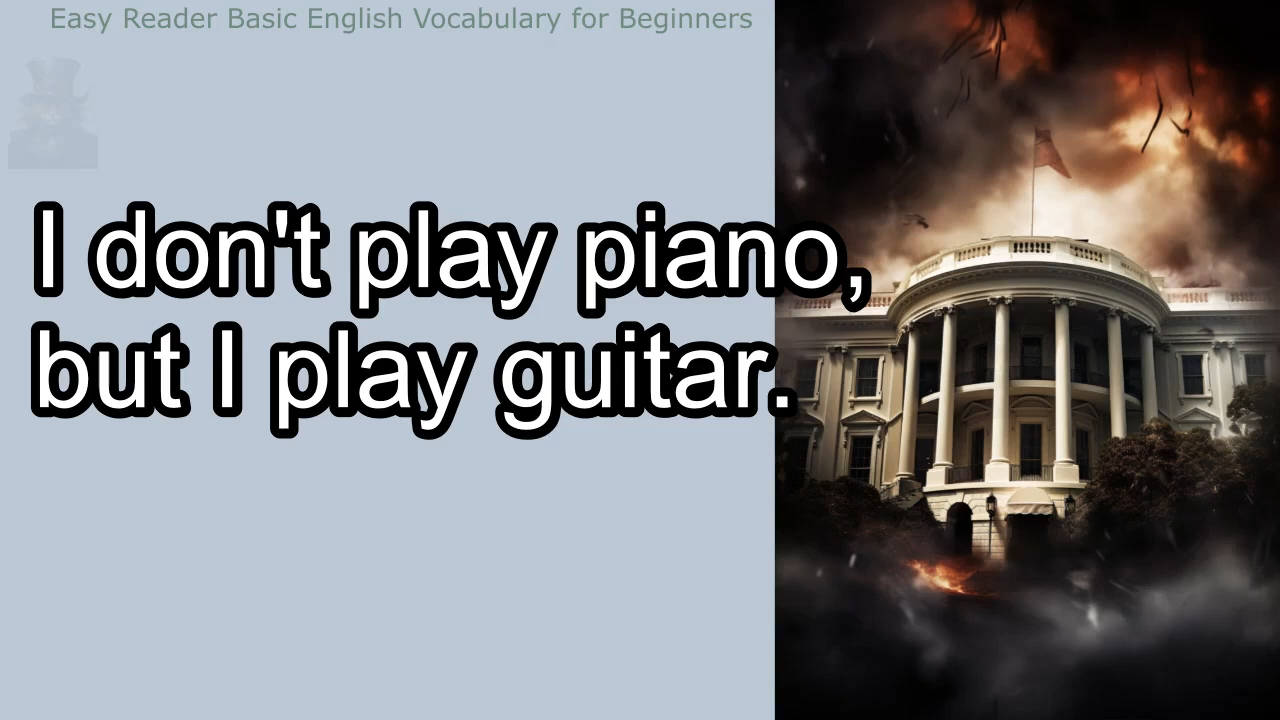 Easy Reader Basic English Vocabulary for Beginners
I don't play piano,
but I play guitar.